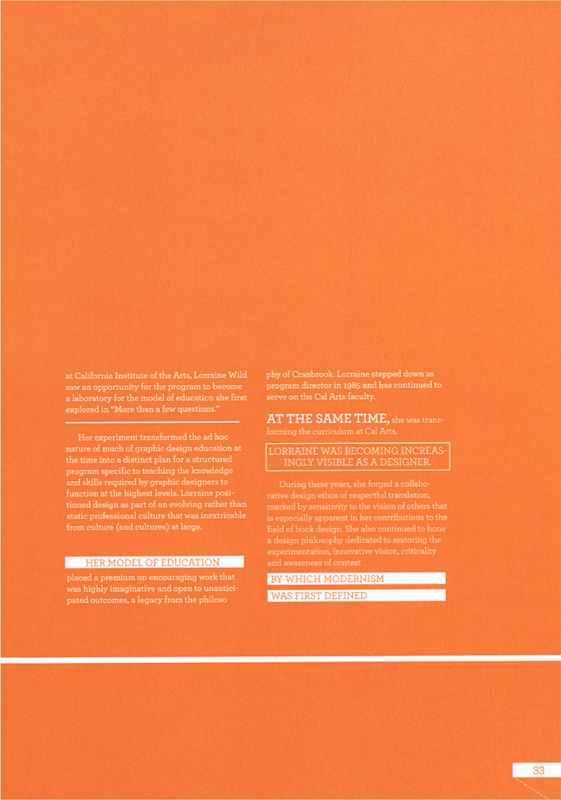 at California Institute of the Arts, Lorraine Wild
saw an opportunity for the program to become
a laboratory for the model of education she first
explored in “More than a few questions.”
Her experiment transformed the ad hoc
nature of much of graphic design education at
the time into a distinct plan for a structured
program specific to teaching the knowledge
and skills required by graphic designers to
function at the highest levels. Lorraine posi-
tioned design as part of an evolving rather than
static professional culture that was inextricable
from culture (and cultures) at large.
HER MODEL OF EDUCATION
placed a premium on encouraging work that
was highly imaginative and open to unantici-
pated outcomes, a legacy from the philoso
phy of Cranbrook. Lorraine stepped down as
program director in 1985 and has continued to
serve on the Cal Arts faculty.
AT THE SAME TIME, she was trans-
forming the curriculum at Cal Arts,
LORRAINE WAS BECOMING INCREAS-
INGLY VISIBLE AS A DESIGNER.
During these years, she forged a collabo-
rative design ethos of respectful translation,
marked by sensitivity to the vision of others that
is especially apparent in her contributions to the
field of book design. She also continued to hone
a design philosophy dedicated to restoring the
experimentation, innovative vision, criticality
and awareness of context
BY WHICH MODERNISM
WAS FIRST DEFINED
33